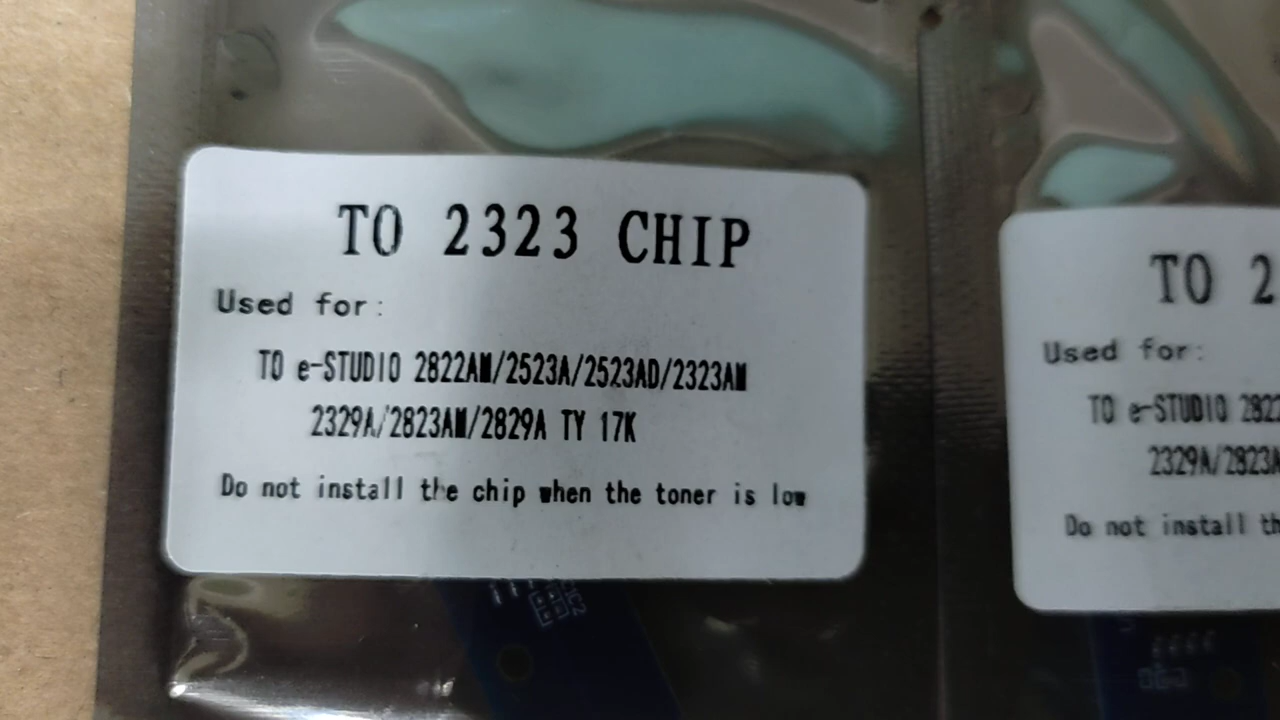 TO 2323 CHIP
Used for:
TO e-STUDIO 2822AM/2523A/2523AD/2323AM
2329A/2823AM/2829A TY 17K
Do not install the chip when the toner is low
TO 2
Used for:
TO e-STUDIO 2822
2329A/2823A
Do not install th